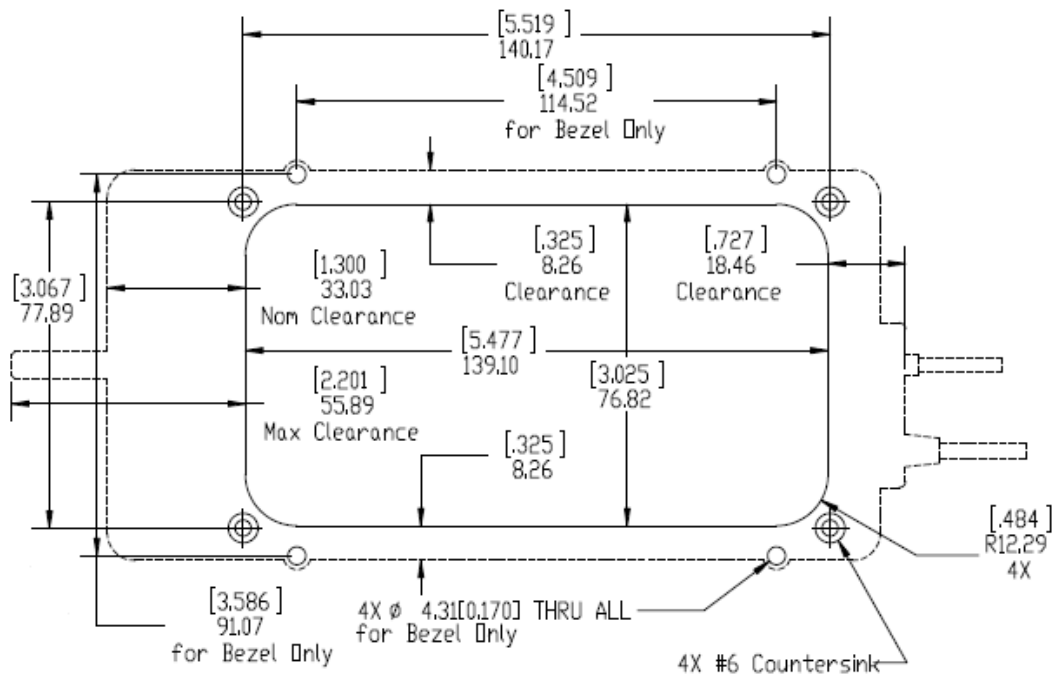 [5.519]
140.17
[4.509]
114.52
for Bezel Only
[.325]
8.26
Clearance
[.727]
18.46
Clearance
[1.300]
33.03
Nom Clearance
[3.067]
77.89
[5.477]
139.10
[3.025]
76.82
[2.201]
55.89
Max Clearance
[.325]
8.26
[.484]
R12.29
4X
[3.586]
91.07
for Bezel Only
4X ø 4.31[0.170] THRU ALL
for Bezel Only
4X #6 Countersink